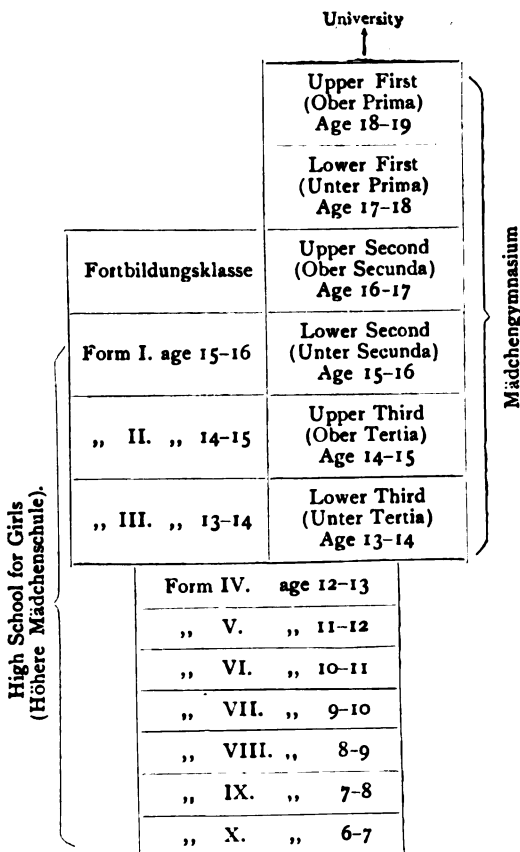 University
Upper First
(Ober Prima)
Age 18-19
Lower First
(Unter Prima)
Age 17-18
Fortbildungsklasse
Upper Second
(Ober Secunda)
Age 16-17
Form I. age 15-16
Lower Second
(Unter Secunda)
Age 15-16
„ II. „ 14-15
Upper Third
(Ober Tertia)
Age 14-15
„ III. „ 13-14
Lower Third
(Unter Tertia)
Age 13-14
Mädchengymnasium
High School for Girls
(Höhere Mädchenschule).
Form IV. age 12-13
„ V. „ 11-12
„ VI. „ 10-11
„ VII. „ 9-10
„ VIII. „ 8-9
„ IX. „ 7-8
„ X. „ 6-7